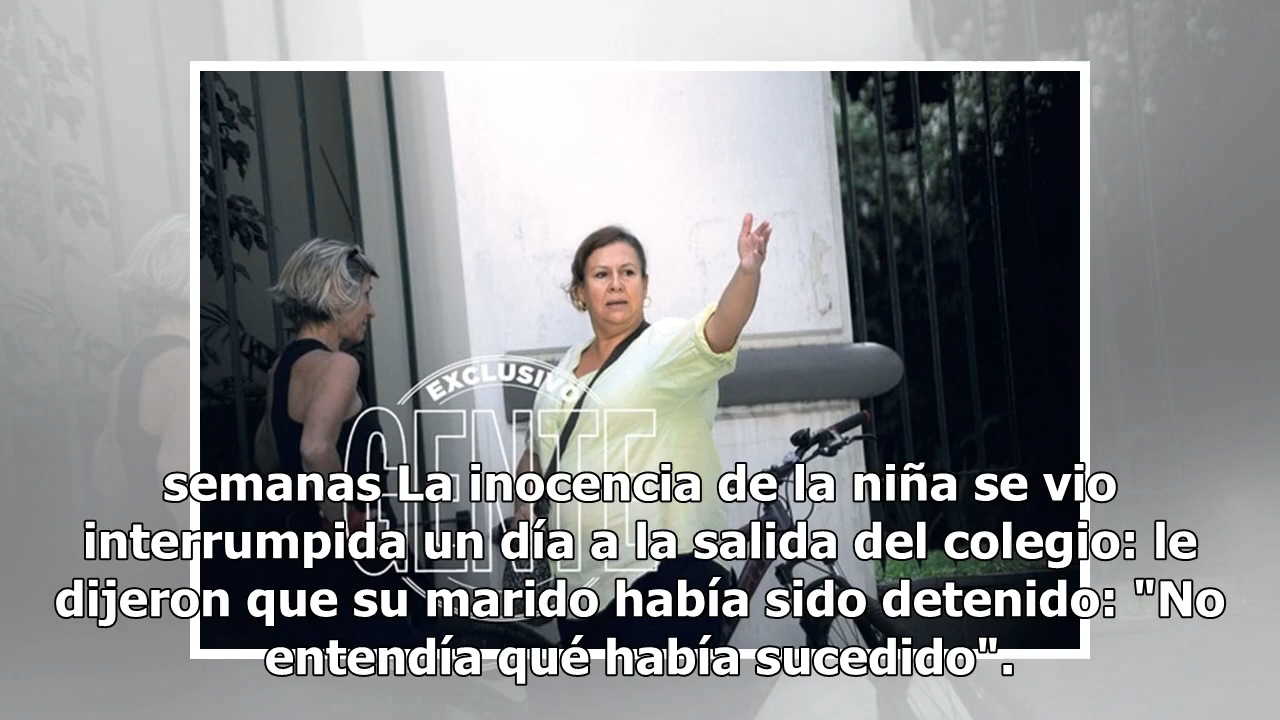 EXCLUSIVO
GENTE
semanas La inocencia de la niña se vio
interrumpida un día a la salida del colegio: le
dijeron que su marido había sido detenido: "No
entendía qué había sucedido".